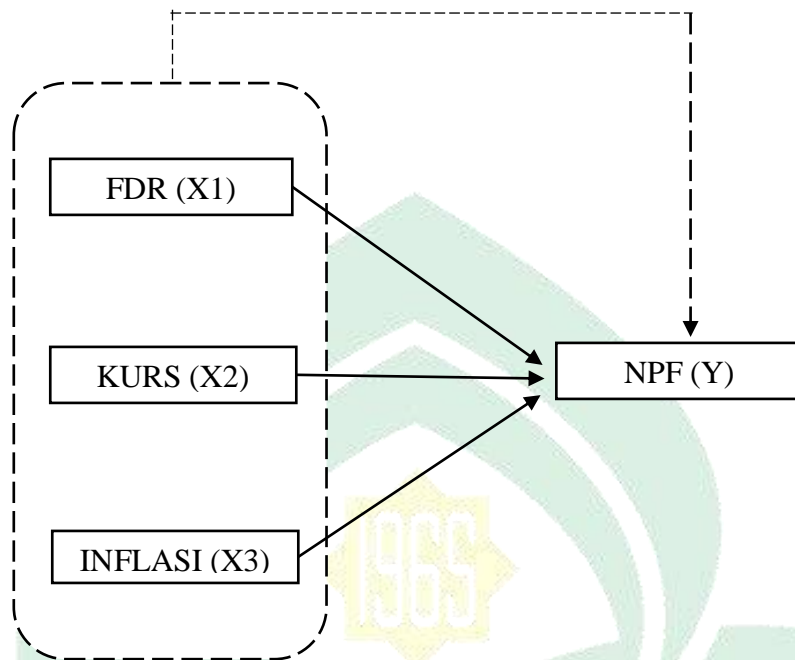 FDR (X1)
KURS (X2)
NPF (Y)
INFLASI (X3)
1965